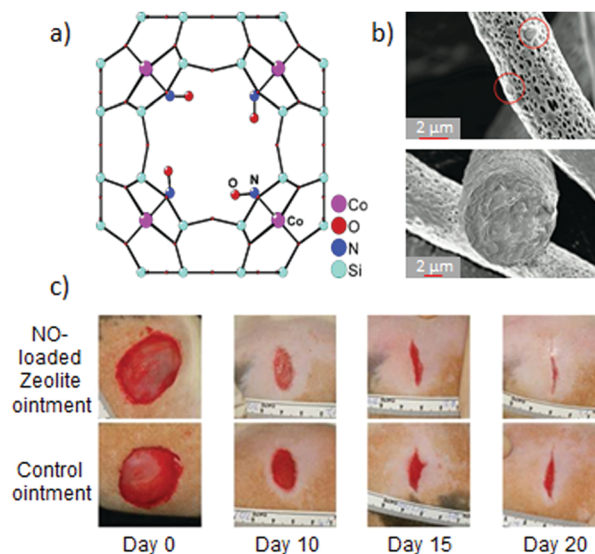 a)
b)
O
N
Co
Co
O
N
Si
2 µm
2 µm
c)
NO-
loaded
Zeolite
ointment
Control
ointment
Day 0
Day 10
Day 15
Day 20